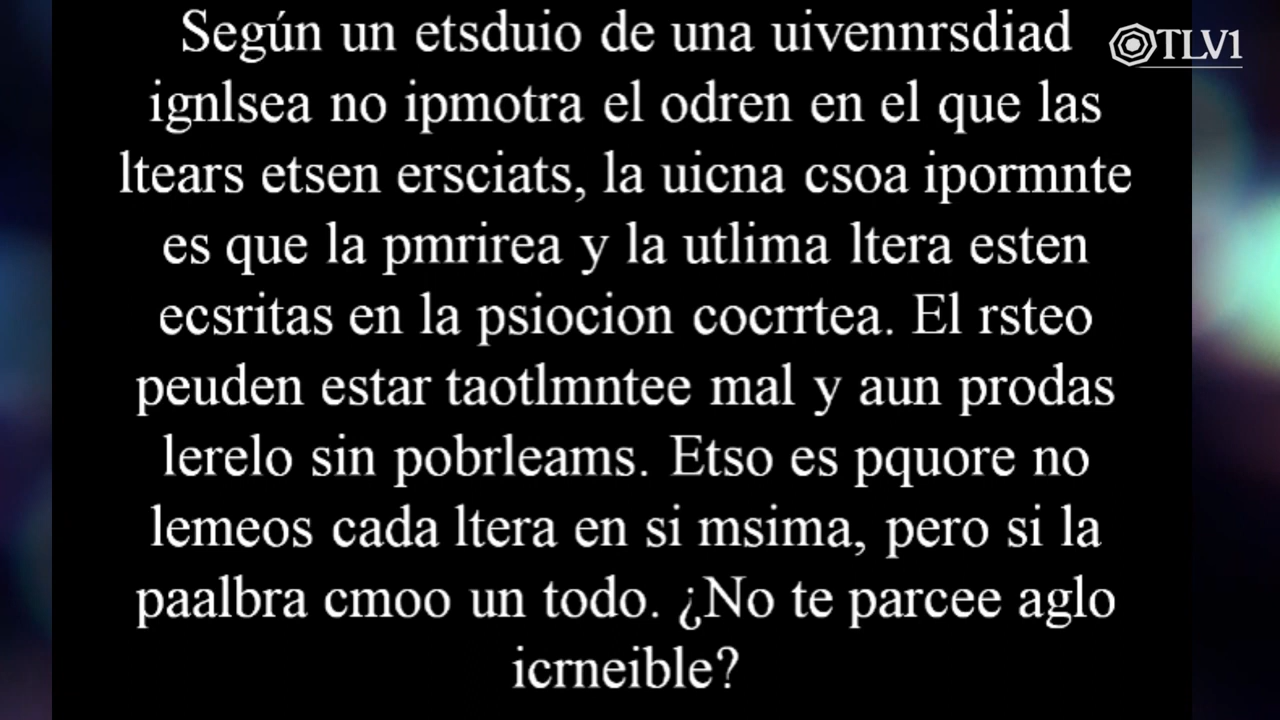 Según un etsduio de una uivennrsdiad
TLV1
ignlsea no ipmotra el odren en el que las
ltears etsen ersciats, la uicna csoa ipormnte
es que la pmrirea y la utlima ltera esten
ecsritas en la psiocion cocrrtea. El rsteo
peuden estar taotlmntee mal y aun prodas
lerelo sin pobrleams. Etso es pquore no
lemeos cada ltera en si msima, pero si la
paalbra cmoo un todo. ¿No te parcee aglo
icrneible?